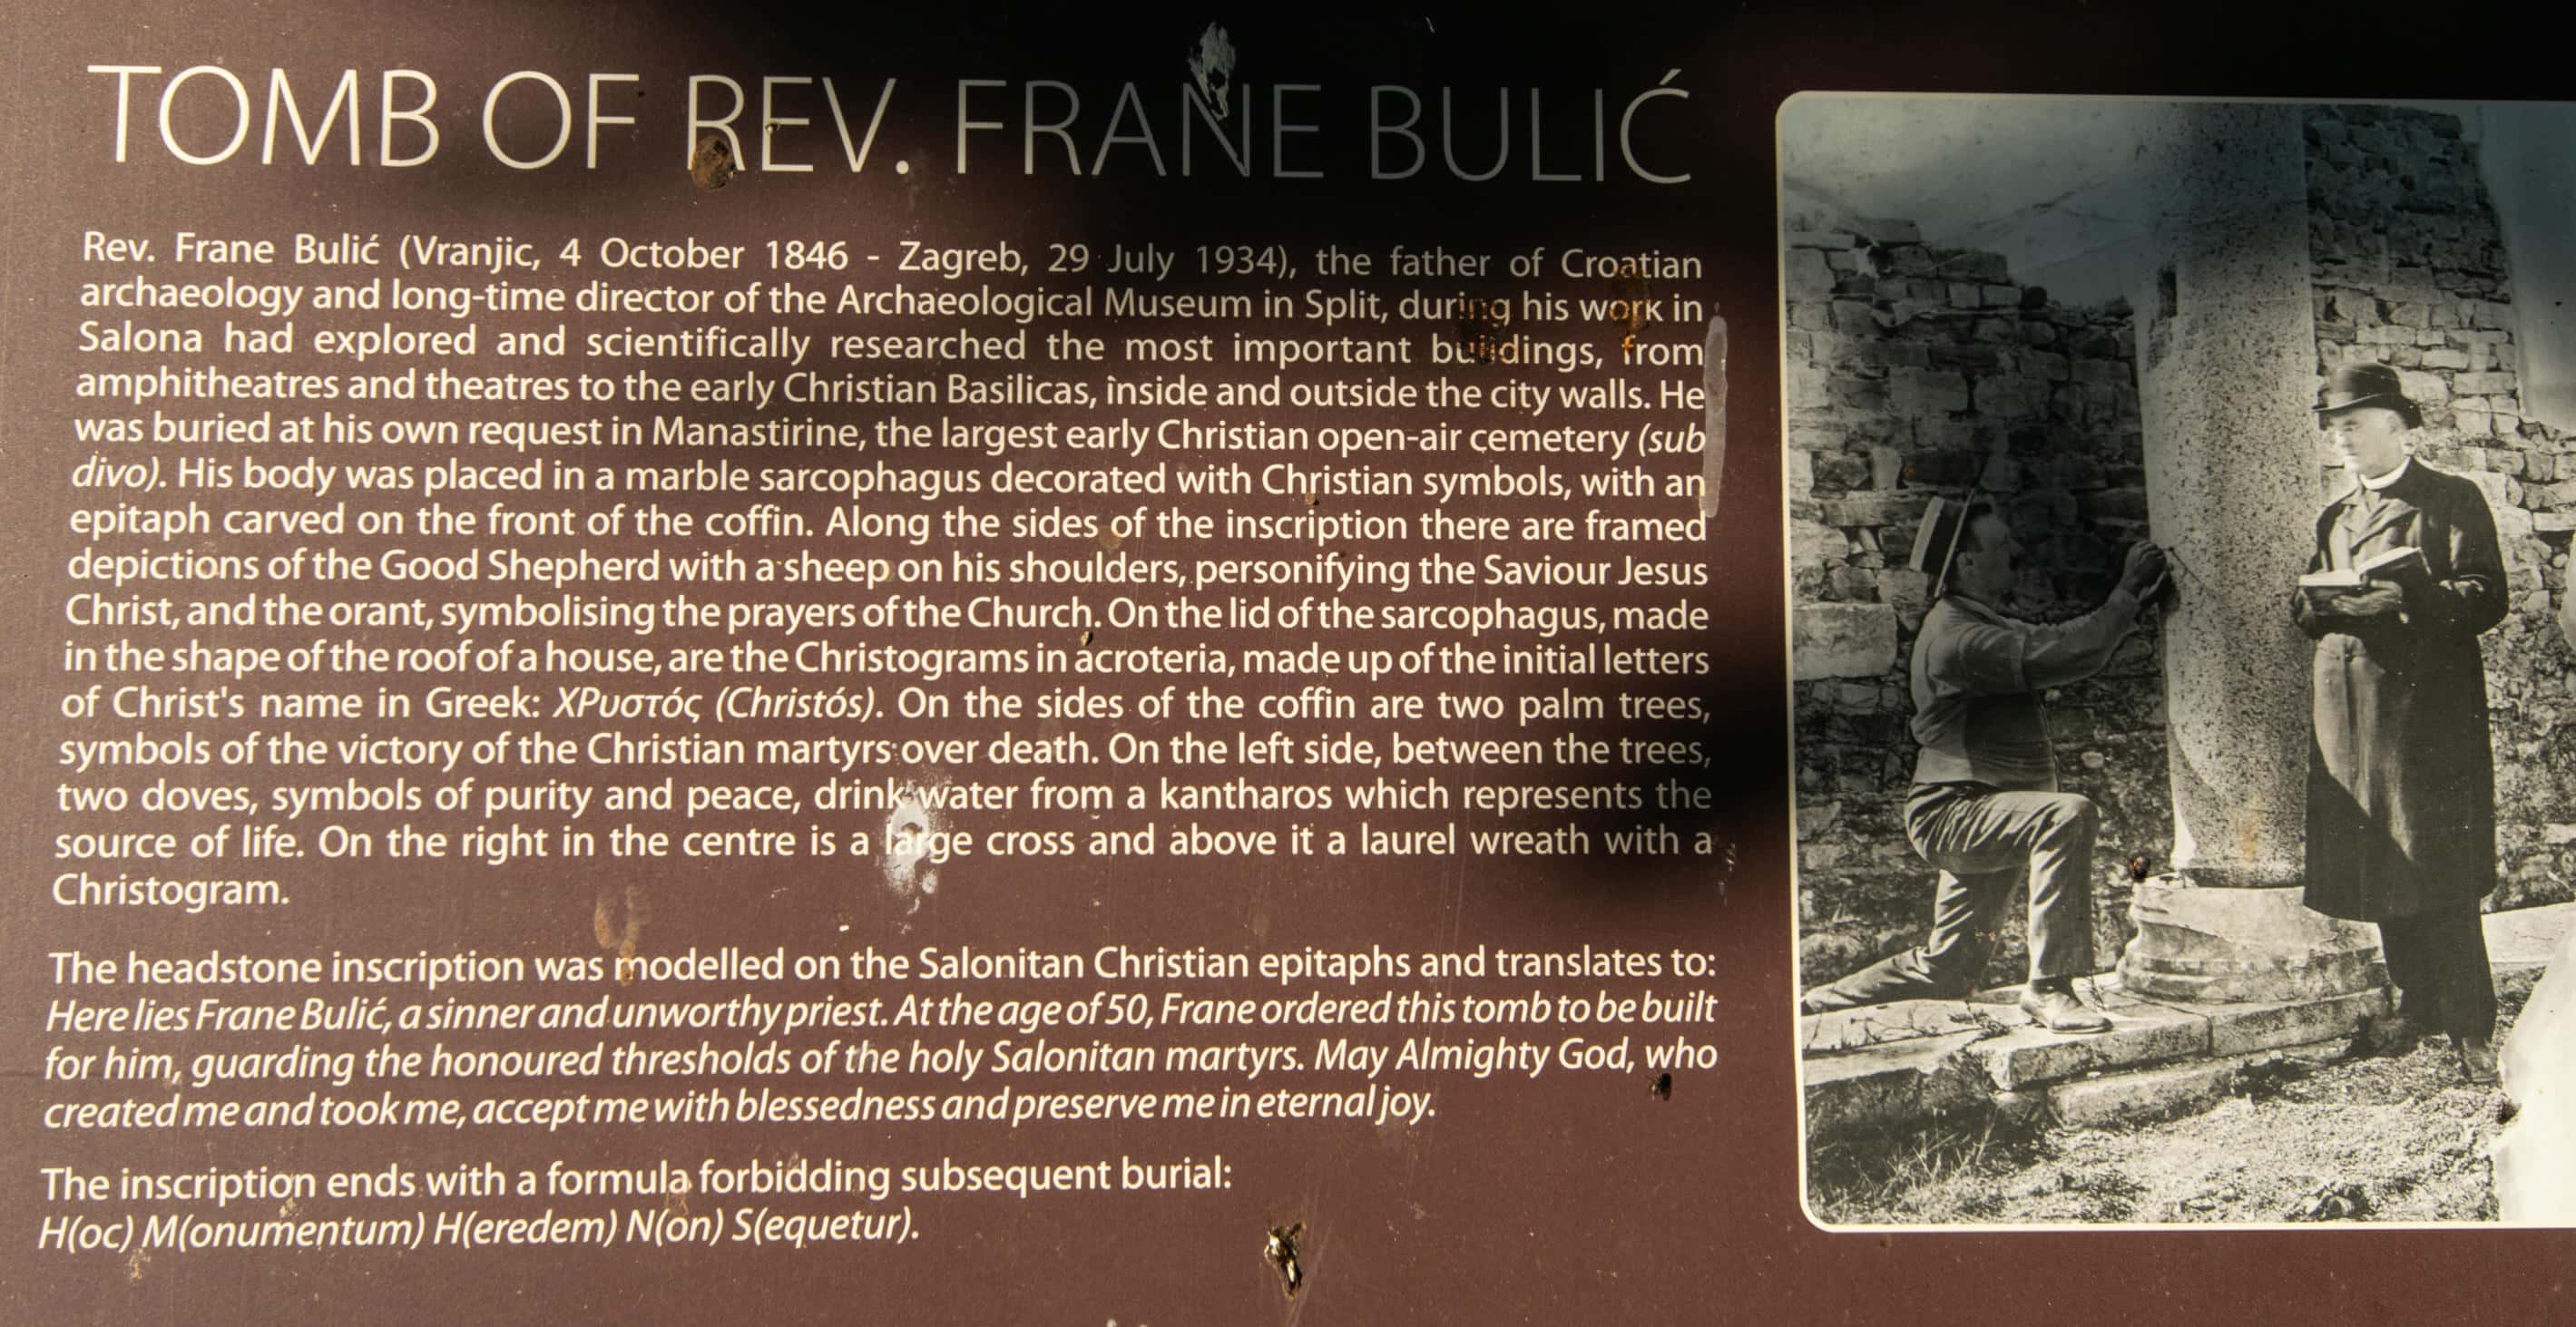 TOMB OF REV. FRANE BULIĆ
Rev. Frane Bulić (Vranjic, 4 October 1846 - Zagreb, 29 July 1934), the father of Croatian
archaeology and long-time director of the Archaeological Museum in Split, during his work in
Salona had explored and scientifically researched the most important buildings, from
amphitheatres and theatres to the early Christian Basilicas, inside and outside the city walls. He
was buried at his own request in Manastirine, the largest early Christian open-air cemetery (sub
divo). His body was placed in a marble sarcophagus decorated with Christian symbols, with an
epitaph carved on the front of the coffin. Along the sides of the inscription there are framed
depictions of the Good Shepherd with a sheep on his shoulders, personifying the Saviour Jesus
Christ, and the orant, symbolising the prayers of the Church. On the lid of the sarcophagus, made
in the shape of the roof of a house, are the Christograms in acroteria, made up of the initial letters
of Christ's name in Greek: ΧΡυστός (Christós). On the sides of the coffin are two palm trees,
symbols of the victory of the Christian martyrs over death. On the left side, between the trees,
two doves, symbols of purity and peace, drink water from a kantharos which represents the
source of life. On the right in the centre is a large cross and above it a laurel wreath with a
Christogram.
The headstone inscription was modelled on the Salonitan Christian epitaphs and translates to:
Here lies Frane Bulić, a sinner and unworthy priest. At the age of 50, Frane ordered this tomb to be built
for him, guarding the honoured thresholds of the holy Salonitan martyrs. May Almighty God, who
created me and took me, accept me with blessedness and preserve me in eternal joy.
The inscription ends with a formula forbidding subsequent burial:
H(oc) M(onumentum) H(eredem) N(on) S(equetur).